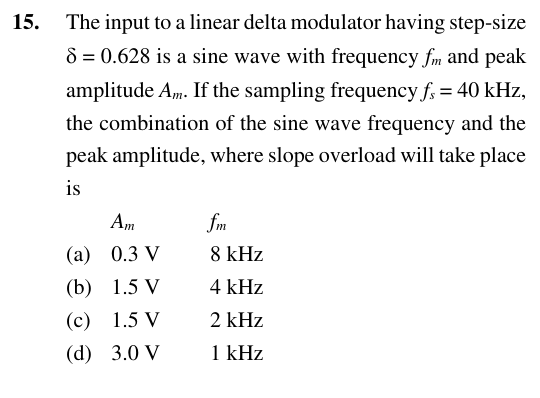 15. The input to a linear delta modulator having step-size
δ = 0.628 is a sine wave with frequency fm and peak
amplitude Am. If the sampling frequency fs = 40 kHz,
the combination of the sine wave frequency and the
peak amplitude, where slope overload will take place
is
Am fm
(a) 0.3 V 8 kHz
(b) 1.5 V 4 kHz
(c) 1.5 V 2 kHz
(d) 3.0 V 1 kHz